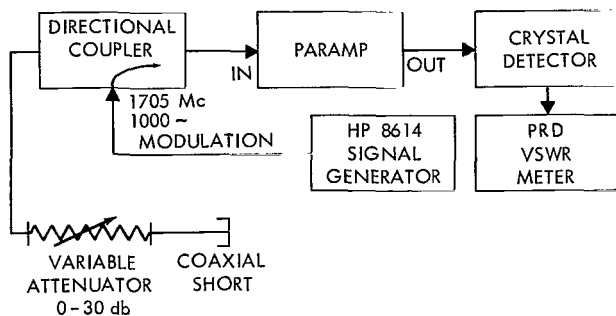 DIRECTIONAL
COUPLER
PARAMP
CRYSTAL
DETECTOR
IN
OUT
1705 Mc
1000 ~
MODULATION
HP 8614
SIGNAL
GENERATOR
PRD
VSWR
METER
VARIABLE
ATTENUATOR
0-30 db
COAXIAL
SHORT